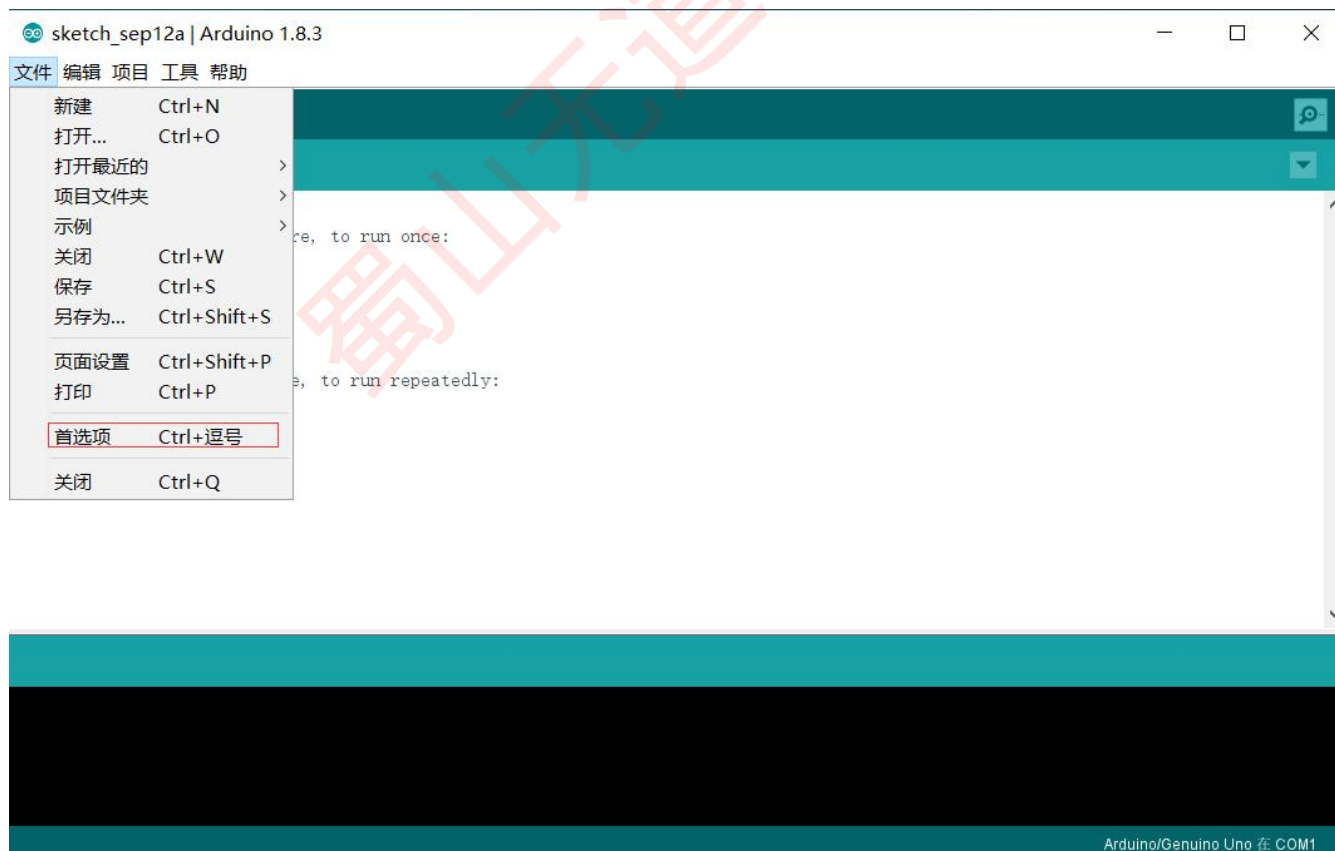 sketch_sep12a | Arduino 1.8.3
文件 编辑 项目 工具 帮助
新建 Ctrl+N
打开... Ctrl+O
打开最近的
项目文件夹
示例
re, to run once:
关闭 Ctrl+W
保存 Ctrl+S
另存为... Ctrl+Shift+S
页面设置 Ctrl+Shift+P
, to run repeatedly:
打印 Ctrl+P
首选项 Ctrl+逗号
关闭 Ctrl+Q
蜀山无道
Arduino/Genuino Uno 在 COM1